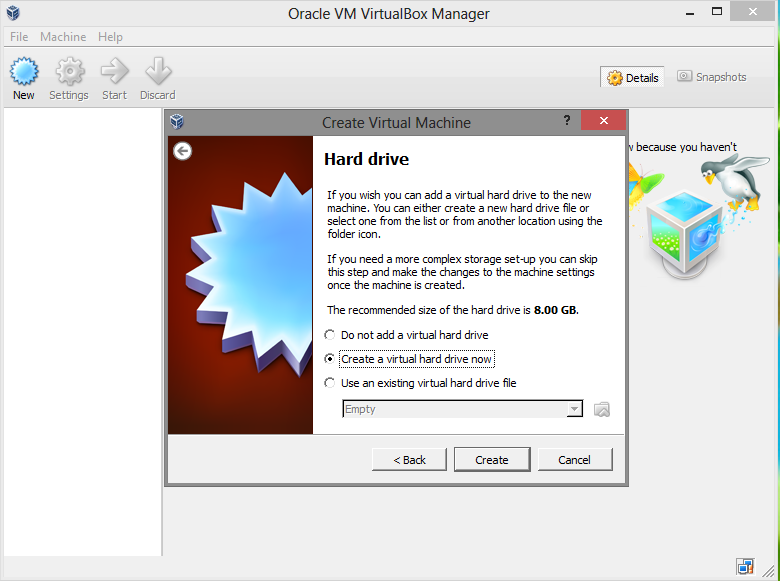 Oracle VM VirtualBox Manager
File Machine Help
New Settings Start Discard
Details Snapshots
Create Virtual Machine
?
because you haven't
Hard drive
If you wish you can add a virtual hard drive to the new
machine. You can either create a new hard drive file or
select one from the list or from another location using the
folder icon.
If you need a more complex storage set-up you can skip
this step and make the changes to the machine settings
once the machine is created.
The recommended size of the hard drive is 8.00 GB.
Do not add a virtual hard drive
Create a virtual hard drive now
Use an existing virtual hard drive file
Empty
< Back Create Cancel